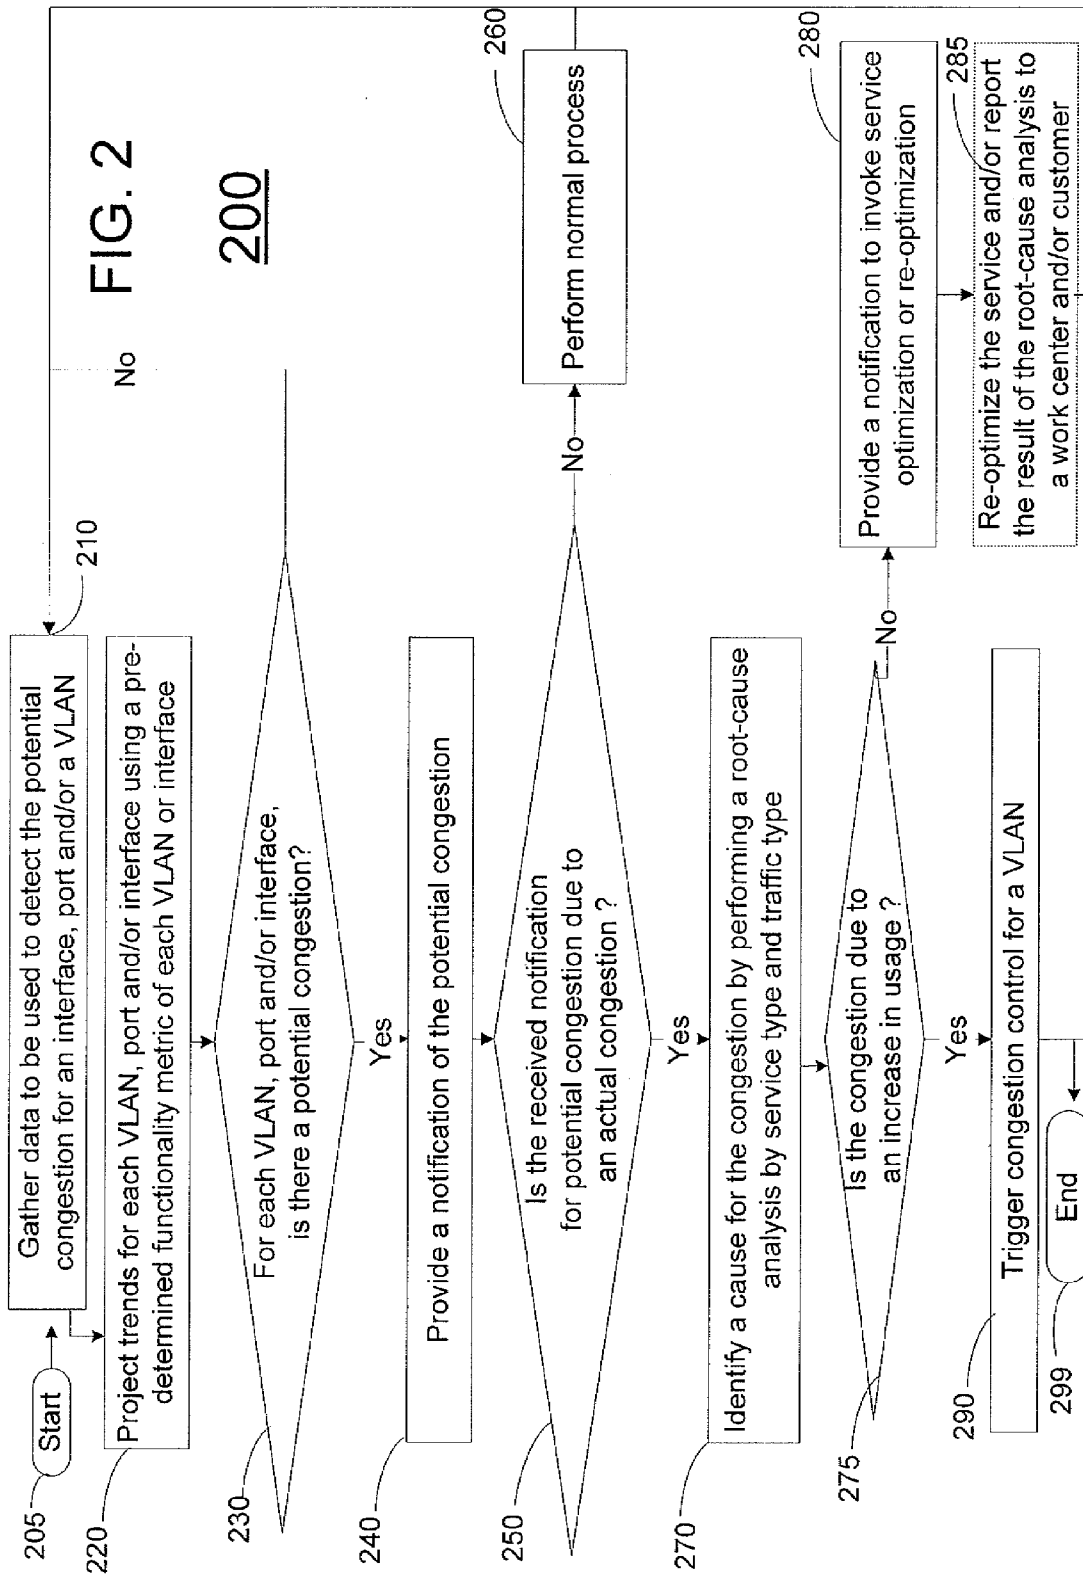 FIG. 2
200
205
Start
Gather data to be used to detect the potential
congestion for an interface, port and/or a VLAN
210
220
Project trends for each VLAN, port and/or interface using a pre-
determined functionality metric of each VLAN or interface
230
For each VLAN, port and/or interface,
is there a potential congestion?
No
Yes
240
Provide a notification of the potential congestion
250
Is the received notification
for potential congestion due to
an actual congestion ?
No
260
Perform normal process
Yes
270
Identify a cause for the congestion by performing a root-cause
analysis by service type and traffic type
275
Is the congestion due to
an increase in usage ?
No
280
Provide a notification to invoke service
optimization or re-optimization
285
Re-optimize the service and/or report
the result of the root-cause analysis to
a work center and/or customer
Yes
290
Trigger congestion control for a VLAN
299
End